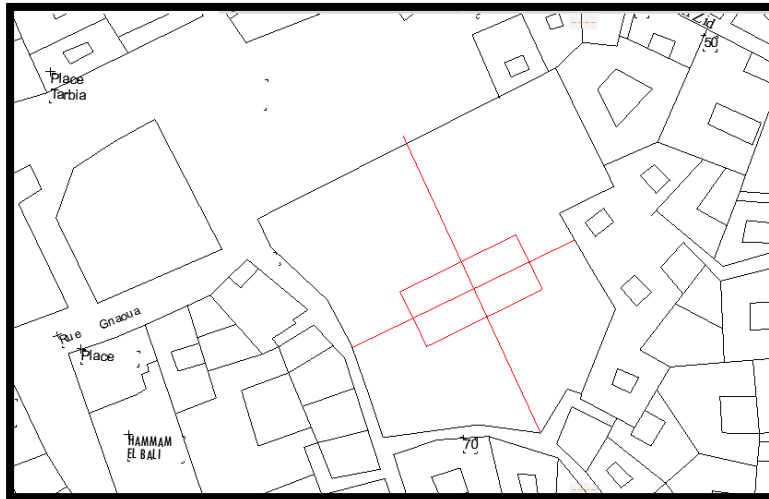 Place
Tarbia
50
Rue Gnaoua
Place
HAMMAM
EL BALI
70